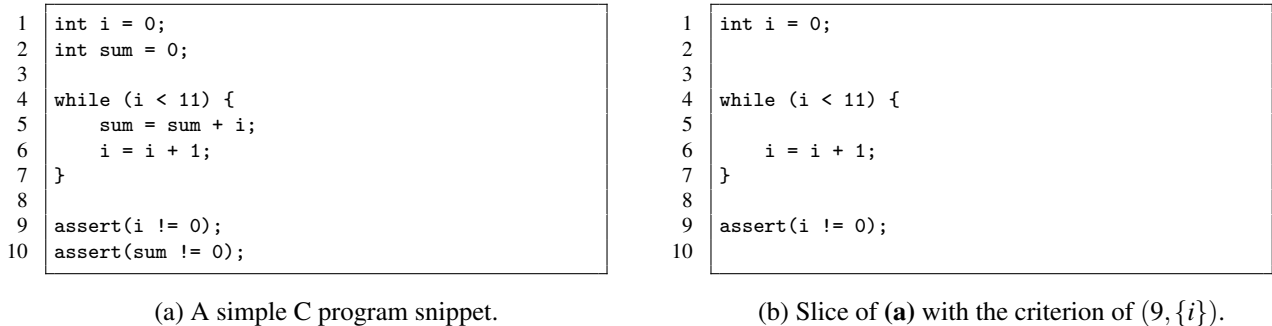 1 int i = 0;
2 int sum = 0;
3
4 while (i < 11) {
5     sum = sum + i;
6     i = i + 1;
7 }
8
9 assert(i != 0);
10 assert(sum != 0);
(a) A simple C program snippet.
1 int i = 0;
2
3
4 while (i < 11) {
5
6     i = i + 1;
7 }
8
9 assert(i != 0);
10
(b) Slice of (a) with the criterion of (9, {i}).